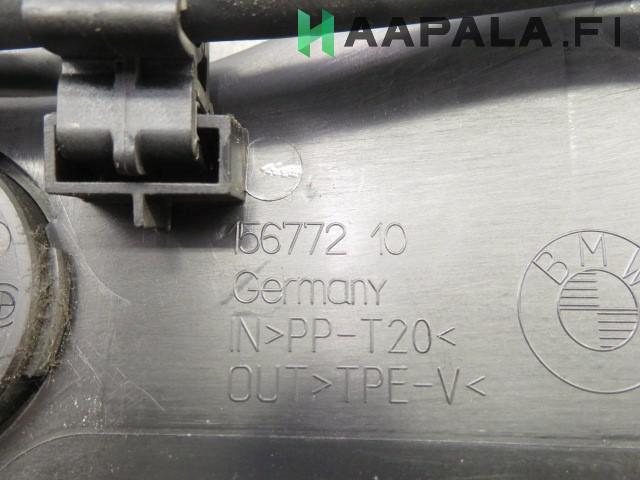 HAAPALA.FI
156772 10
Germany
IN>PP-T20<
OUT>TPE-V<
BMW